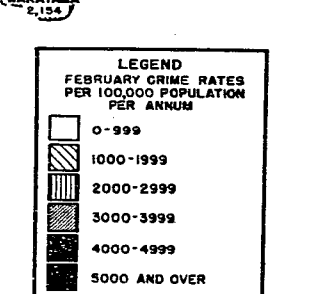 2,154
LEGEND
FEBRUARY CRIME RATES
PER 100,000 POPULATION
PER ANNUM
0-999
1000-1999
2000-2999
3000-3999
4000-4999
5000 AND OVER